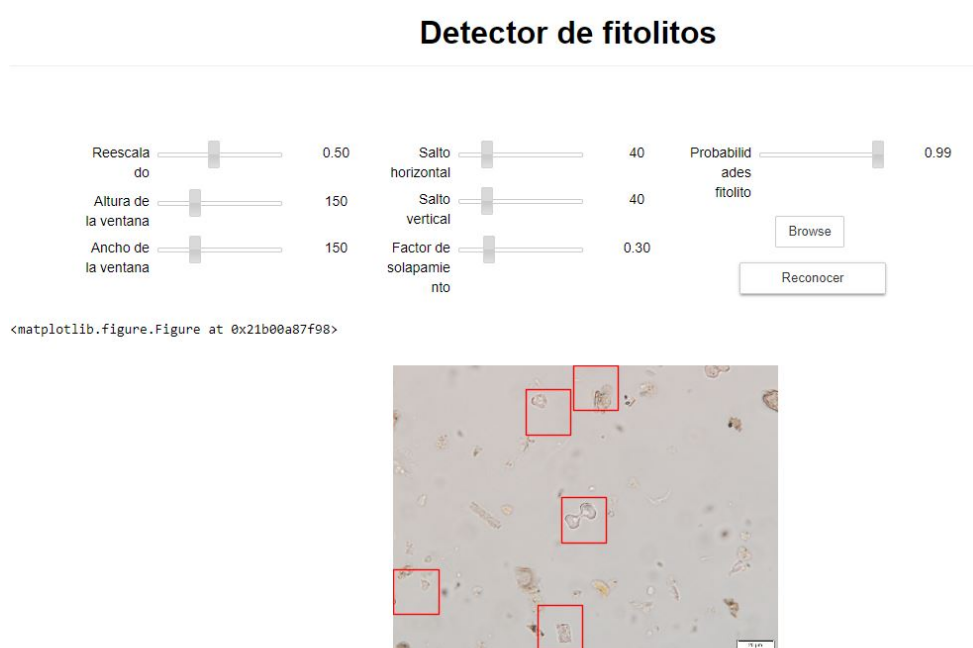 Detector de fitolitos
Reescala
do
0.50
Altura de
la ventana
150
Ancho de
la ventana
150
Salto
horizontal
40
Salto
vertical
40
Factor de
solapamie
nto
0.30
Probabilid
ades
fitolito
0.99
Browse
Reconocer
<matplotlib.figure.Figure at 0x21b00a87f98>